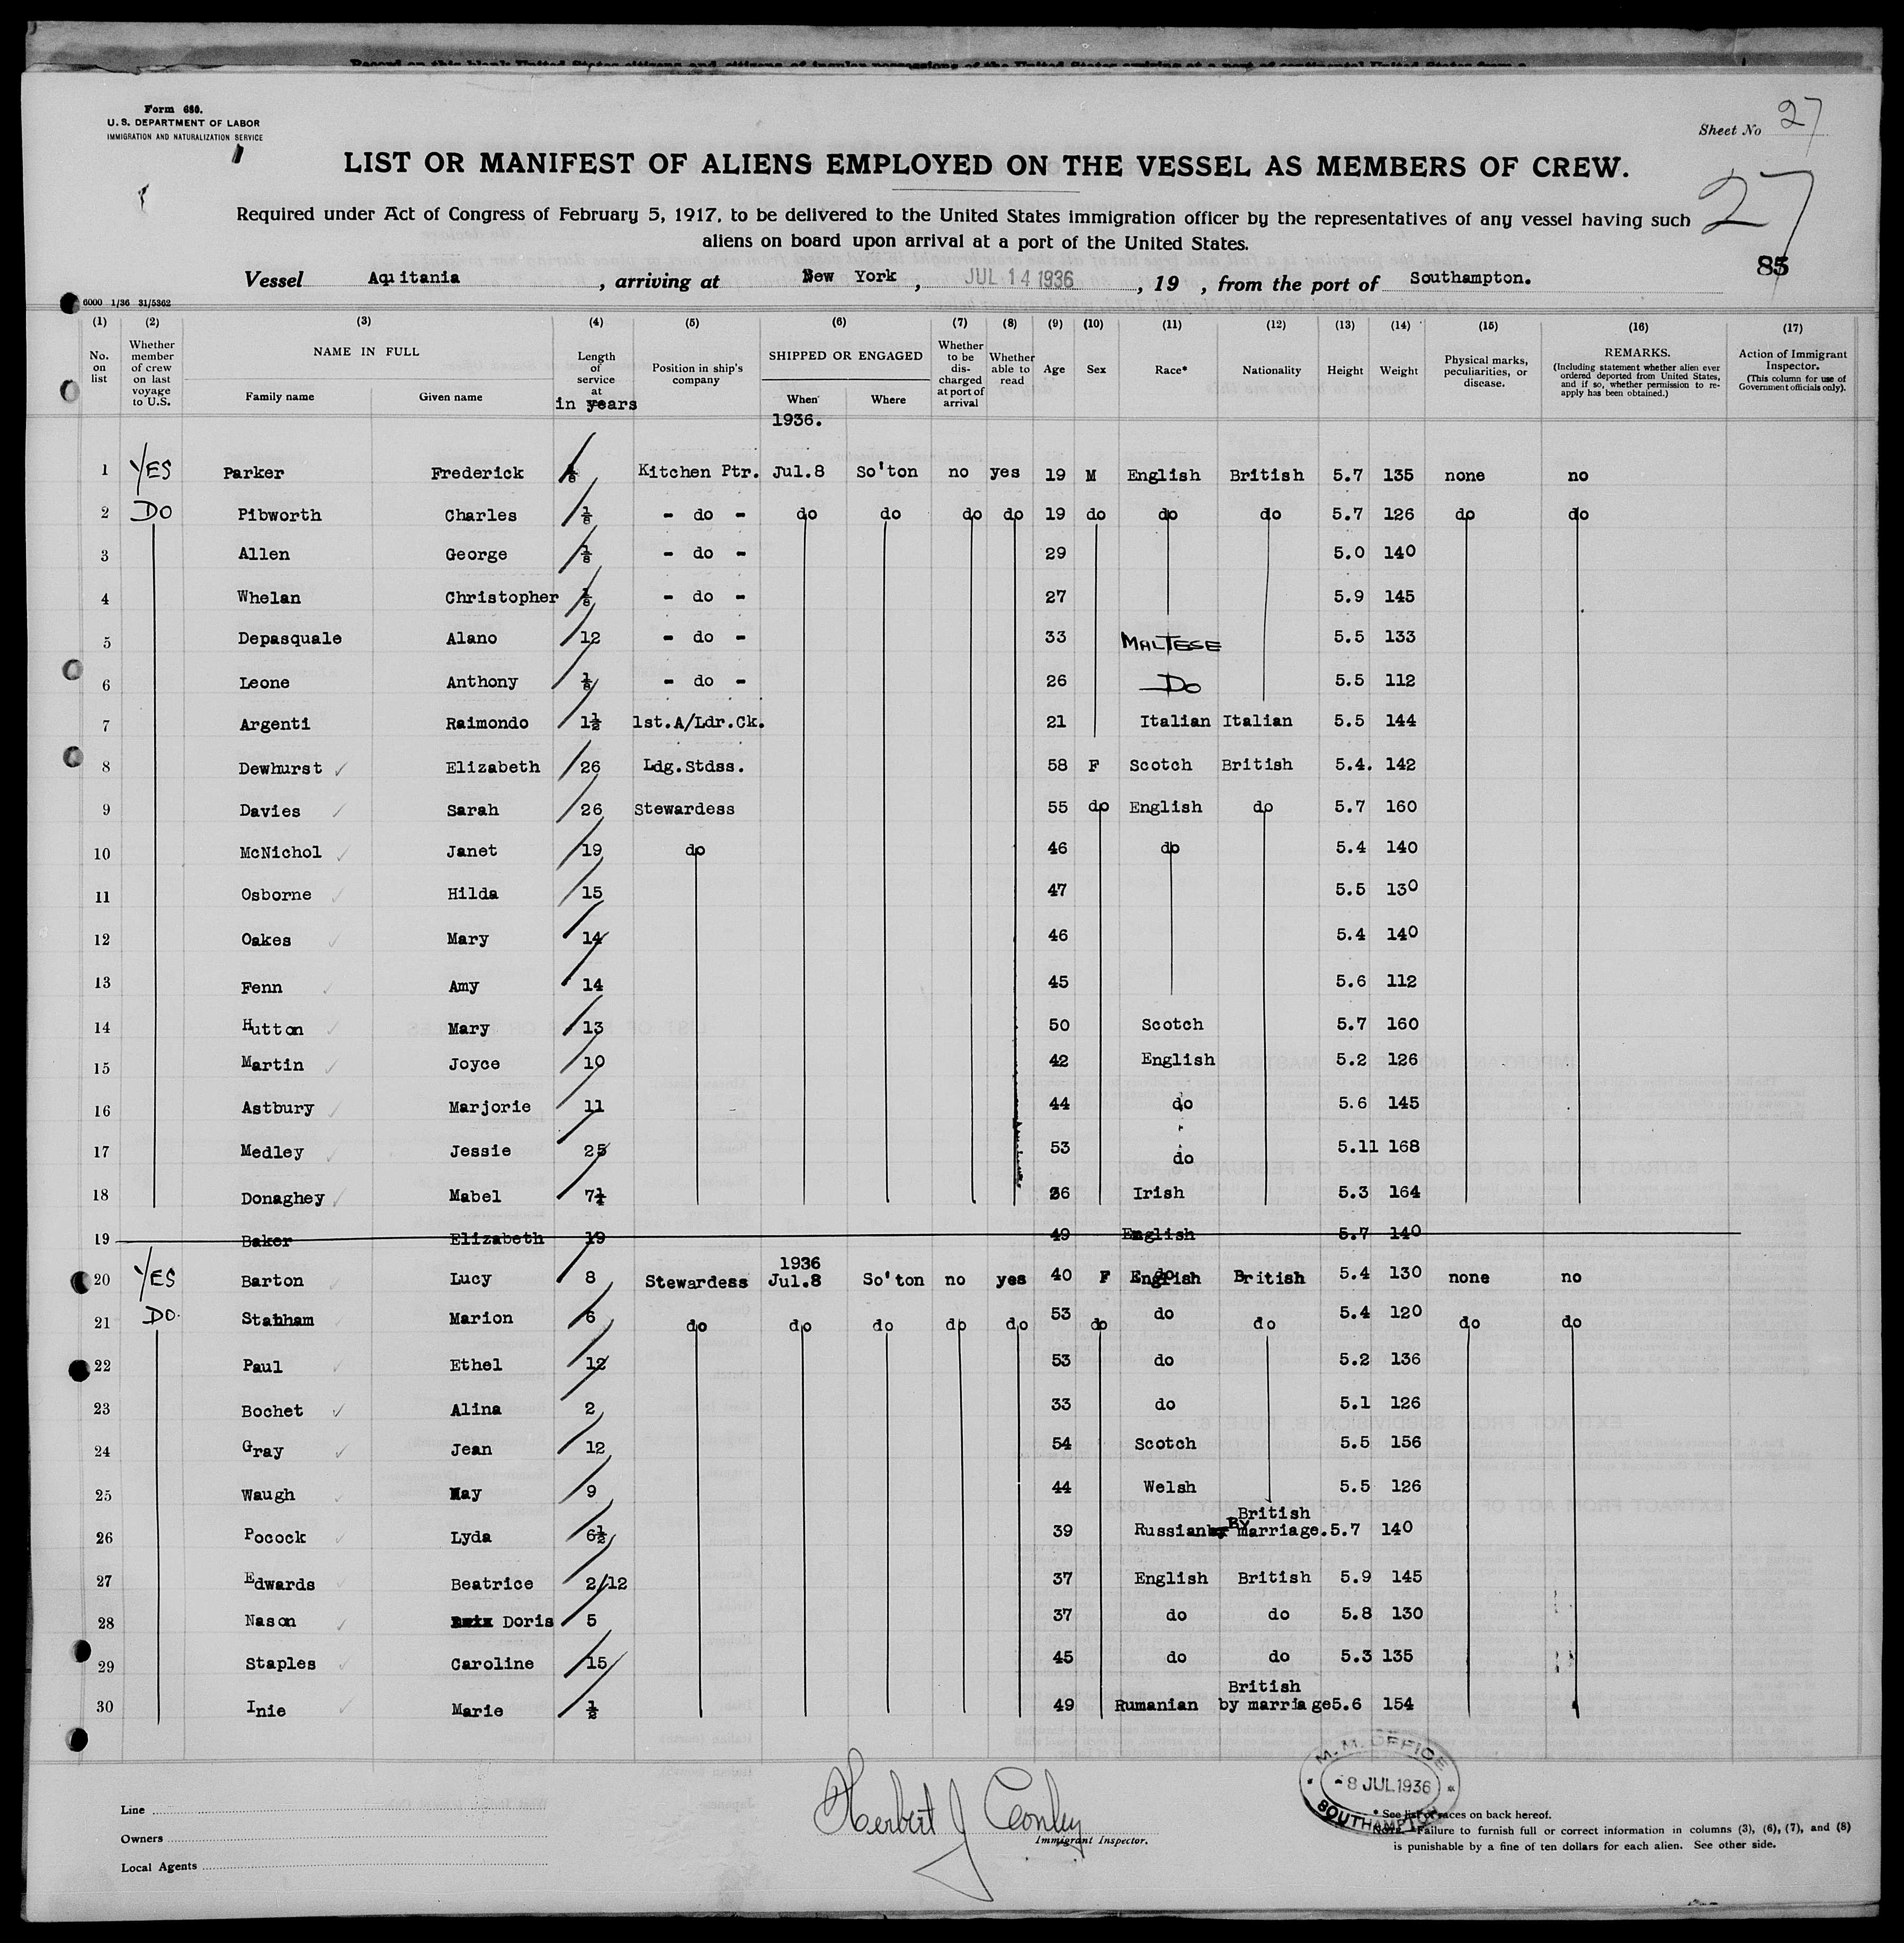 Form 680.
U. S. DEPARTMENT OF LABOR
IMMIGRATION AND NATURALIZATION SERVICE
Sheet No 27
LIST OR MANIFEST OF ALIENS EMPLOYED ON THE VESSEL AS MEMBERS OF CREW.
27
Required under Act of Congress of February 5, 1917, to be delivered to the United States immigration officer by the representatives of any vessel having such
aliens on board upon arrival at a port of the United States.
85
Vessel Aquitania , arriving at New York , JUL 14 1936 , 19 , from the port of Southampton.
6000 1/36 31/5362
(1) (2) (3) (4) (5) (6) (7) (8) (9) (10) (11) (12) (13) (14) (15) (16) (17)
No. on list
Whether member of crew on last voyage to U.S.
NAME IN FULL
Family name Given name
Length of service at
in years
Position in ship's company
SHIPPED OR ENGAGED
When Where
1936.
Whether to be discharged at port of arrival
Whether able to read
Age
Sex
Race*
Nationality
Height
Weight
Physical marks, peculiarities, or disease.
REMARKS.
(Including statement whether alien ever ordered deported from United States, and if so, whether permission to reapply has been obtained.)
Action of Immigrant Inspector.
(This column for use of Government officials only).
1 YES Parker Frederick 1/8 Kitchen Ptr. Jul.8 So'ton no yes 19 M English British 5.7 135 none no
2 DO Pibworth Charles 1/8 - do - do do do do 19 do do do 5.7 126 do do
3 Allen George 1/8 - do - 29 5.0 140
4 Whelan Christopher 1/8 - do - 27 5.9 145
5 Depasquale Alano 12 - do - 33 MALTESE 5.5 133
6 Leone Anthony 1/8 - do - 26 DO 5.5 112
7 Argenti Raimondo 1½ 1st.A/Ldr.Ck. 21 Italian Italian 5.5 144
8 Dewhurst ✓ Elizabeth 26 Ldg.Stdss. 58 F Scotch British 5.4. 142
9 Davies ✓ Sarah 26 Stewardess 55 do English do 5.7 160
10 McNichol ✓ Janet 19 do 46 do 5.4 140
11 Osborne ✓ Hilda 15 47 5.5 130
12 Oakes ✓ Mary 14 46 5.4 140
13 Fenn ✓ Amy 14 45 5.6 112
14 Hutton ✓ Mary 13 50 Scotch 5.7 160
15 Martin ✓ Joyce 10 42 English 5.2 126
16 Astbury ✓ Marjorie 11 44 do 5.6 145
17 Medley ✓ Jessie 25 53 do 5.11 168
18 Donaghey ✓ Mabel 7½ 36 Irish 5.3 164
19 Baker Elizabeth 19 49 English 5.7 140
20 YES Barton ✓ Lucy 8 Stewardess 1936 Jul.8 So'ton no yes 40 F English British 5.4 130 none no
21 DO. Stanham Marion 6 do do do do do 53 do do do 5.4 120 do do
22 Paul ✓ Ethel 12 53 do 5.2 136
23 Bochet ✓ Alina 2 33 do 5.1 126
24 Gray ✓ Jean 12 54 Scotch 5.5 156
25 Waugh ✓ May 9 44 Welsh 5.5 126
26 Pocock ✓ Lyda 6½ 39 Russian British BY marriage. 5.7 140
27 Edwards ✓ Beatrice 2/12 37 English British 5.9 145
28 Nason ✓ Doris 5 37 do do 5.8 130
29 Staples ✓ Caroline 15 45 do do 5.3 135
30 Inie ✓ Marie ½ 49 Rumanian British by marriage 5.6 154
Line
Owners
Local Agents
Herbert J Conley
Immigrant Inspector.
M. M. OFFICE
- 8 JUL 1936
SOUTHAMPTON
* See list of races on back hereof.
NOTE.—Failure to furnish full or correct information in columns (3), (6), (7), and (8)
is punishable by a fine of ten dollars for each alien. See other side.